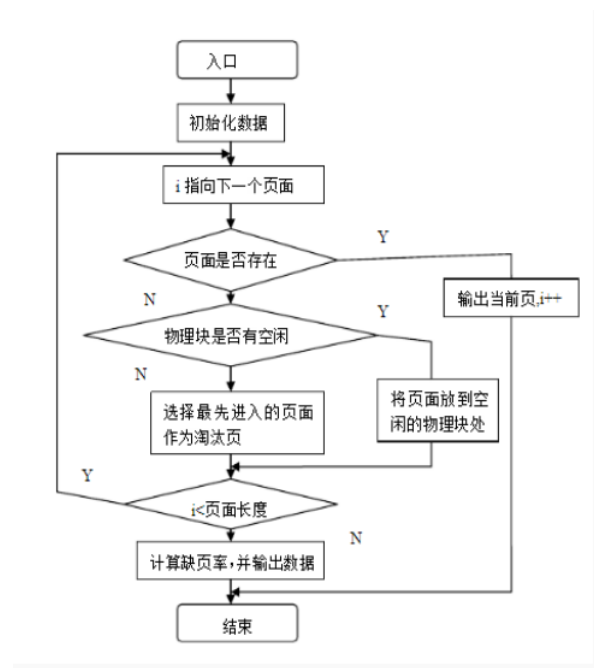 入口
初始化数据
i 指向下一个页面
页面是否存在
Y
输出当前页,i++
N
物理块是否有空闲
Y
N
选择最先进入的页面
作为淘汰页
将页面放到空
闲的物理块处
Y
i<页面长度
N
计算缺页率,并输出数据
结束